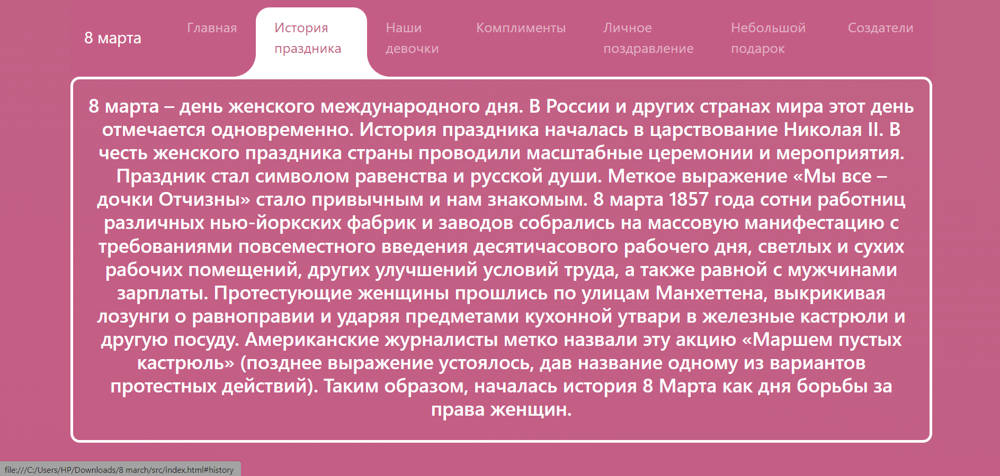 8 марта
Главная
История
праздника
Наши
девочки
Комплименты
Личное
поздравление
Небольшой
подарок
Создатели
8 марта – день женского международного дня. В России и других странах мира этот день
отмечается одновременно. История праздника началась в царствование Николая II. В
честь женского праздника страны проводили масштабные церемонии и мероприятия.
Праздник стал символом равенства и русской души. Меткое выражение «Мы все –
дочки Отчизны» стало привычным и нам знакомым. 8 марта 1857 года сотни работниц
различных нью-йоркских фабрик и заводов собрались на массовую манифестацию с
требованиями повсеместного введения десятичасового рабочего дня, светлых и сухих
рабочих помещений, других улучшений условий труда, а также равной с мужчинами
зарплаты. Протестующие женщины прошлись по улицам Манхеттена, выкрикивая
лозунги о равноправии и ударяя предметами кухонной утвари в железные кастрюли и
другую посуду. Американские журналисты метко назвали эту акцию «Маршем пустых
кастрюль» (позднее выражение устоялось, дав название одному из вариантов
протестных действий). Таким образом, началась история 8 Марта как дня борьбы за
права женщин.
file:///C:/Users/HP/Downloads/8 march/src/index.html#history